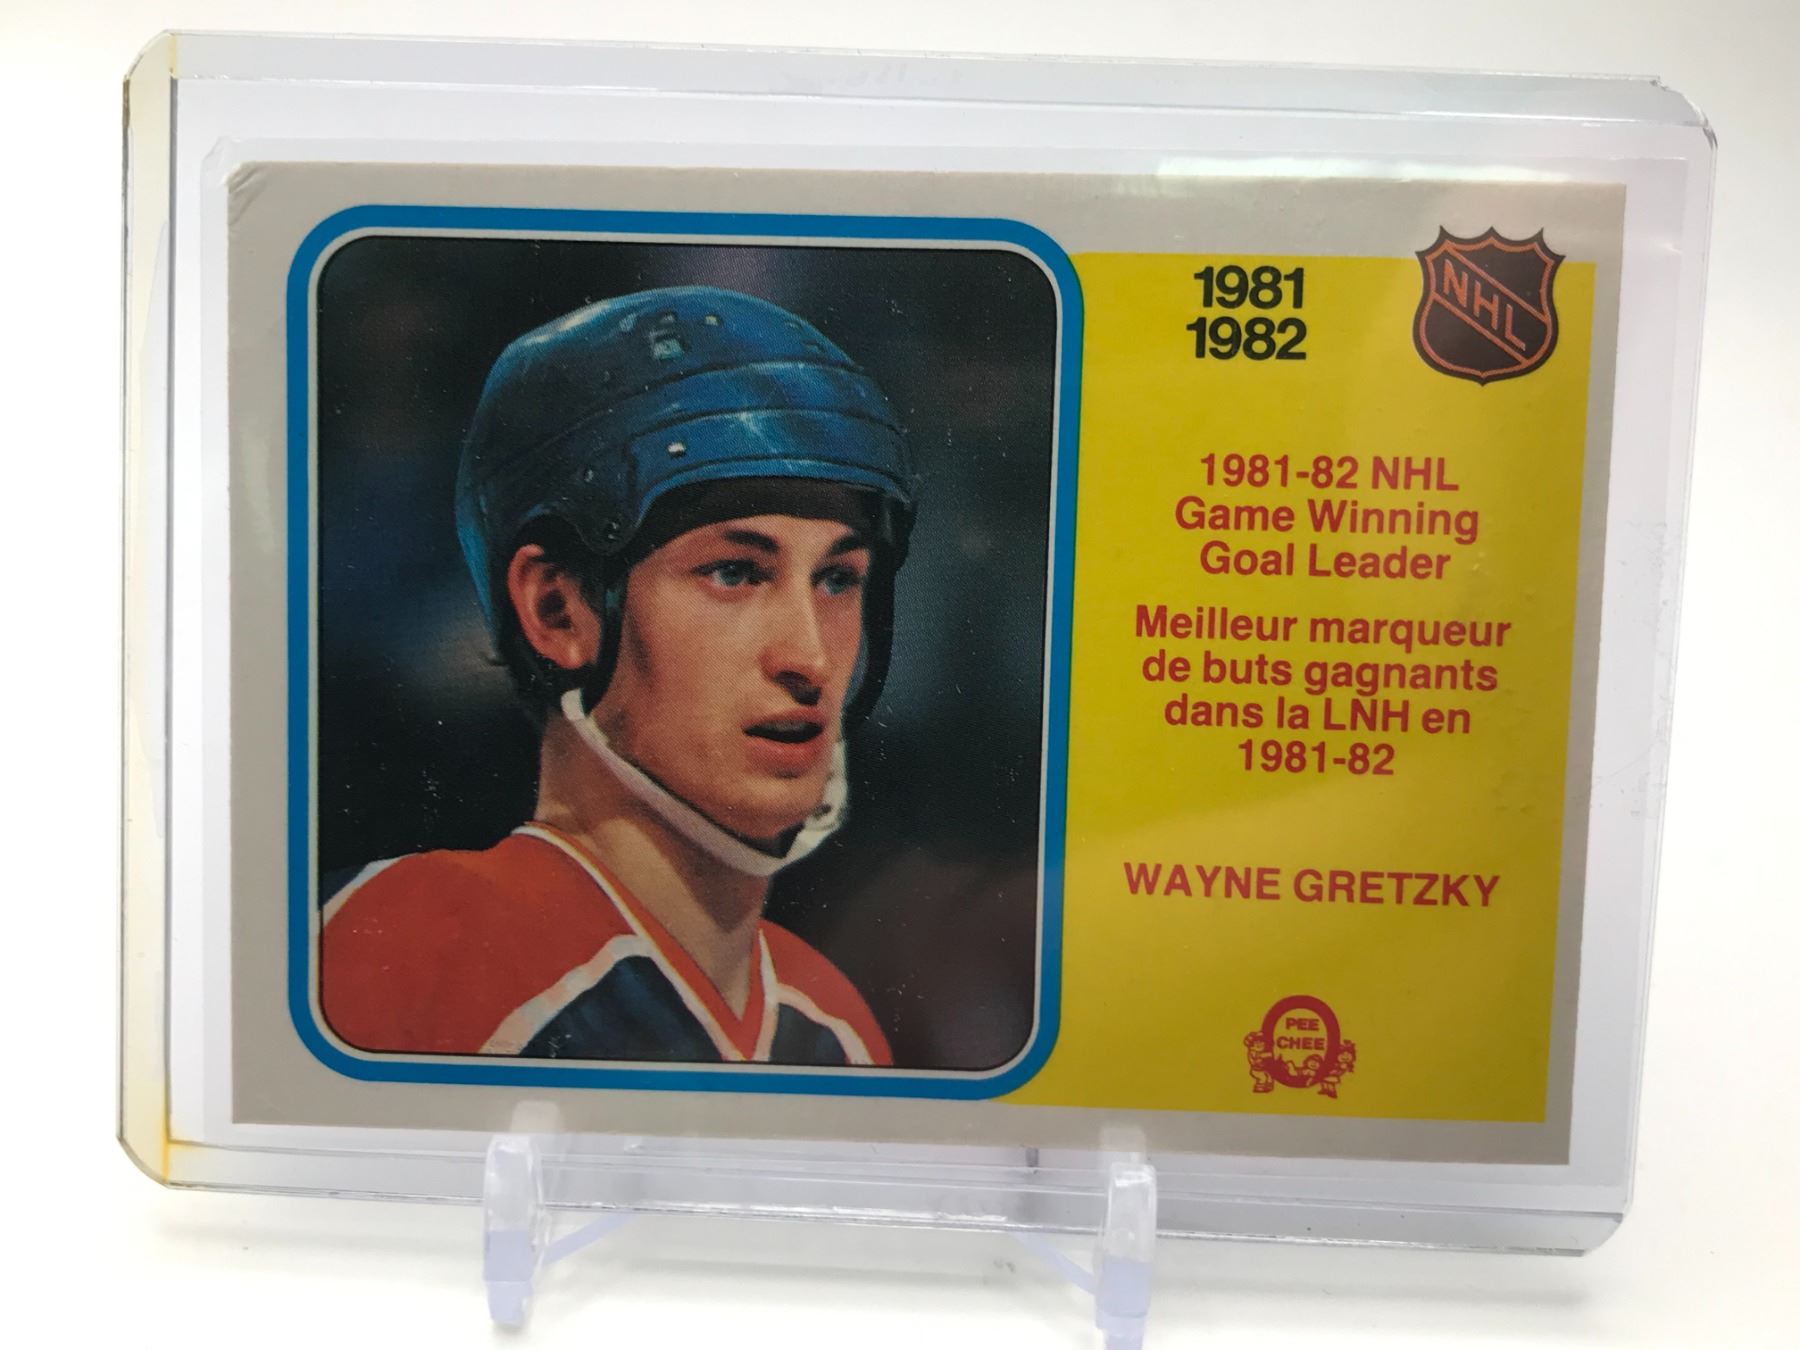 1981
1982
NHL
1981-82 NHL
Game Winning
Goal Leader
Meilleur marqueur
de buts gagnants
dans la LNH en
1981-82
WAYNE GRETZKY
PEE
CHEE